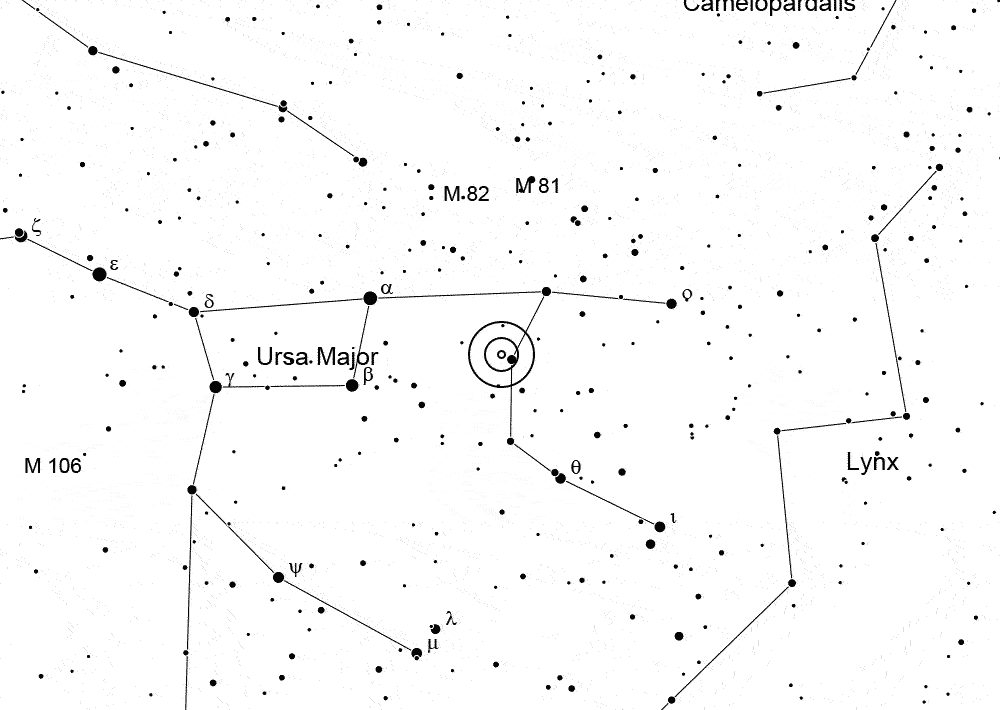 Camelopardalis
M 82
M 81
ζ
ε
δ
α
ο
Ursa Major
γ
β
M 106
θ
Lynx
ι
ψ
λ
μ